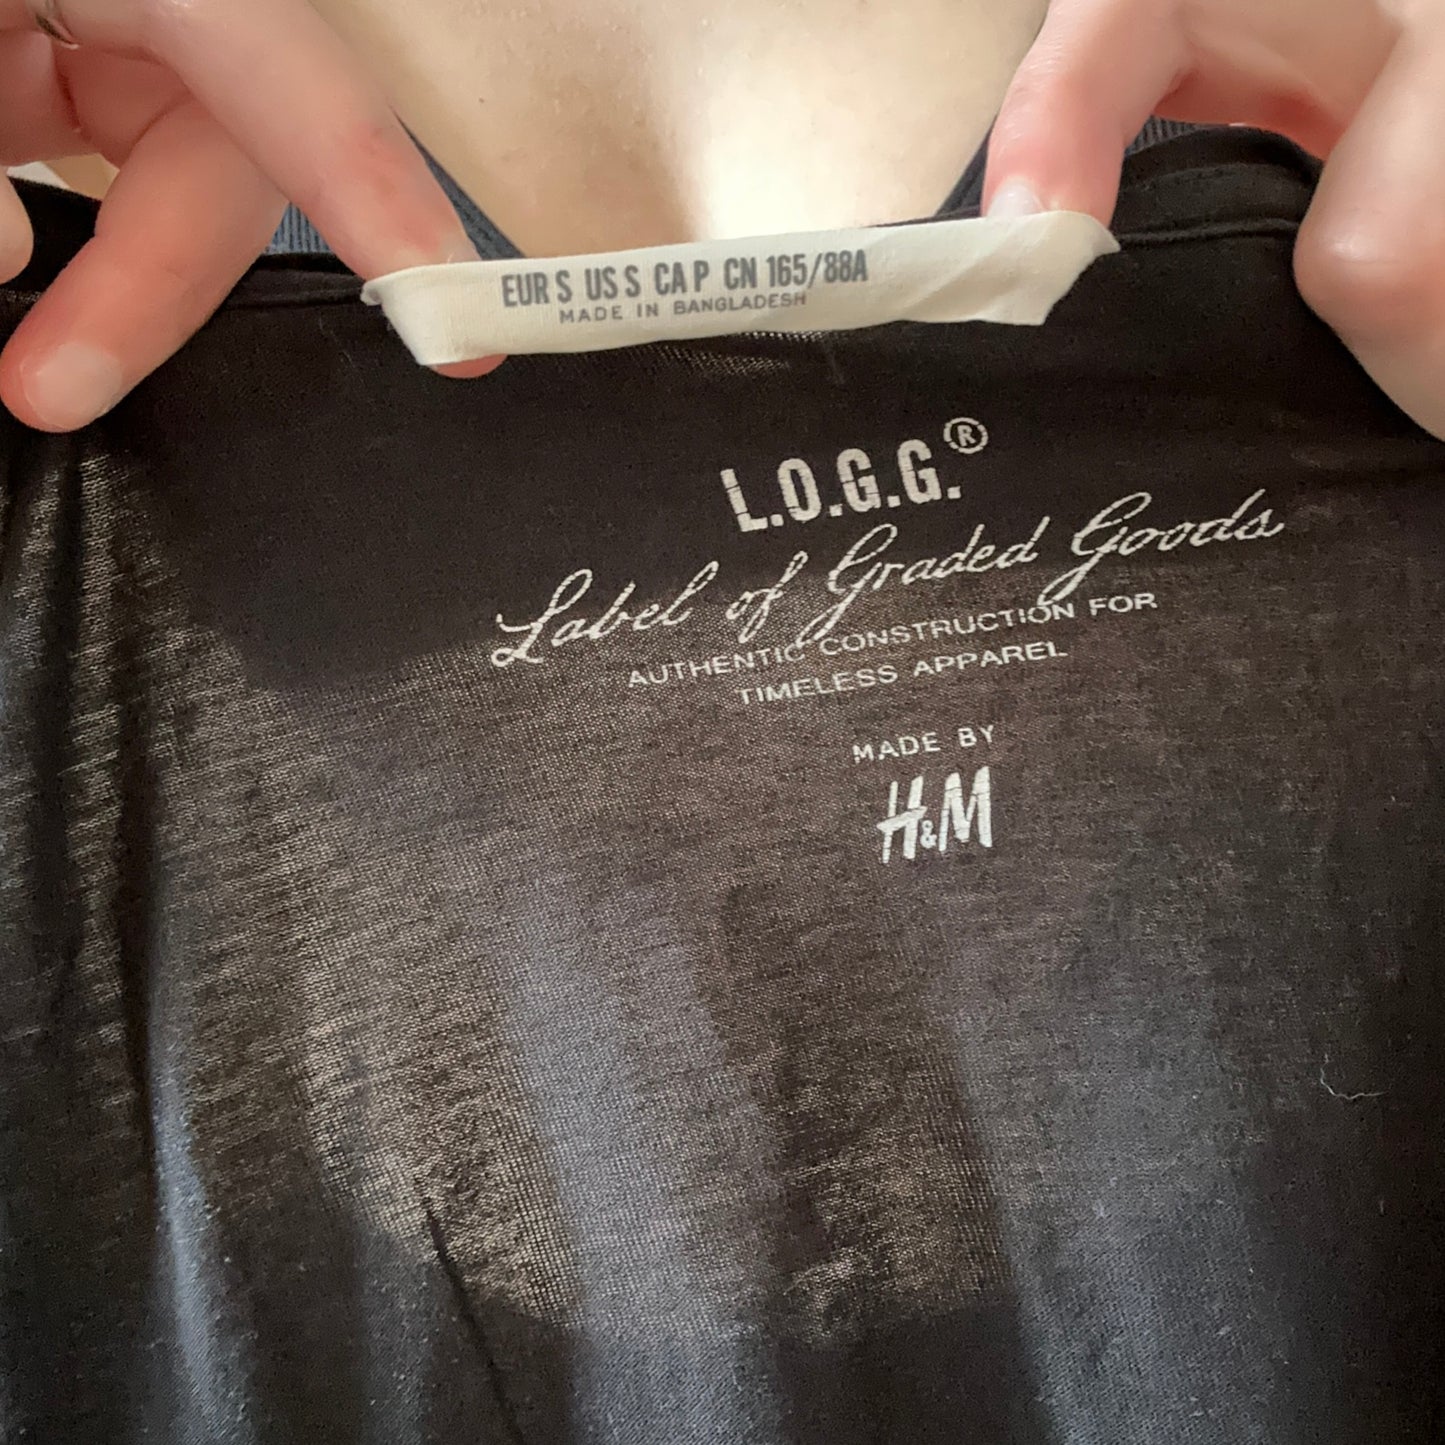 EUR S US S CA P CN 165/88A
MADE IN BANGLADESH
L.O.G.G.®
Label of Graded Goods
AUTHENTIC CONSTRUCTION FOR
TIMELESS APPAREL
MADE BY
H&M